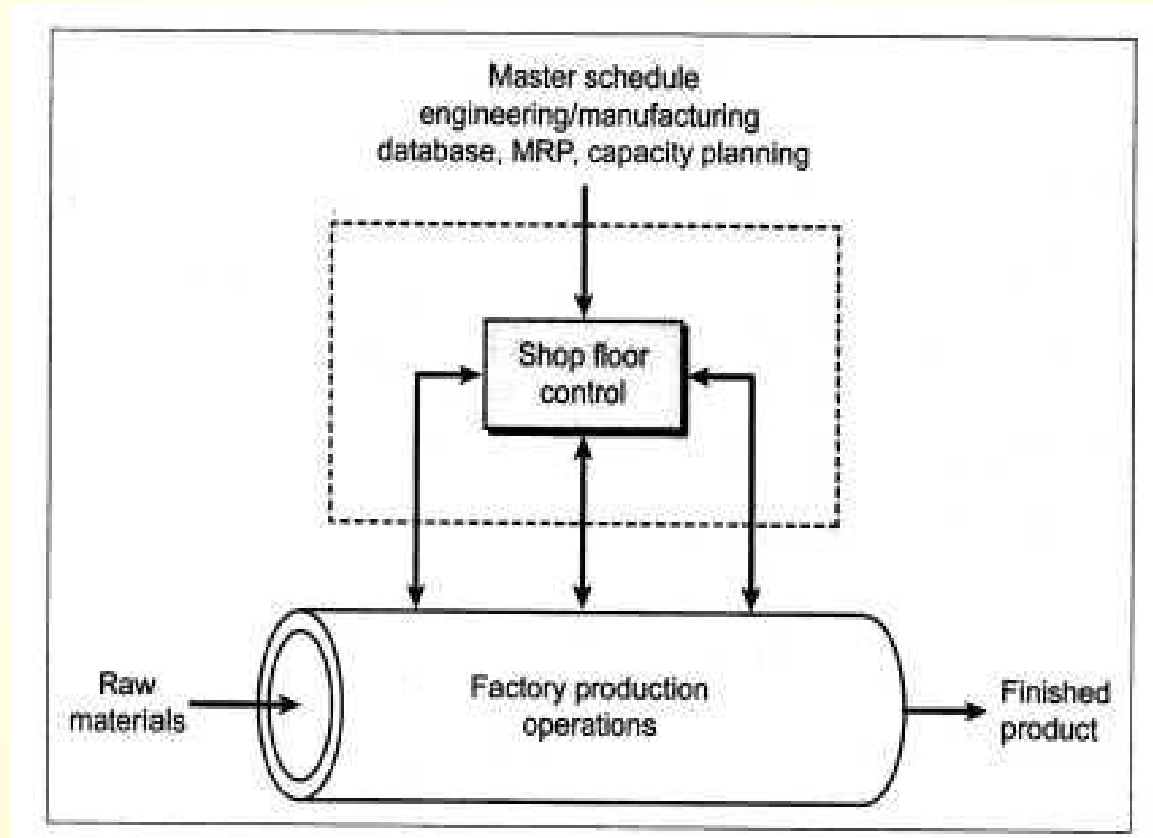 Master schedule
engineering/manufacturing
database, MRP, capacity planning
Shop floor
control
Factory production
operations
Raw
materials
Finished
product